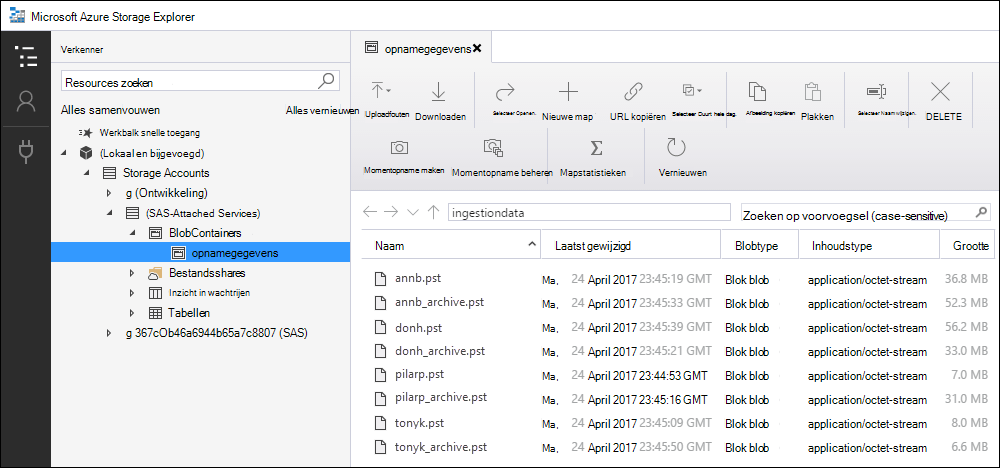 Microsoft Azure Storage Explorer
Verkenner
Resources zoeken
Alles samenvouwen Alles vernieuwen
Werkbalk snelle toegang
(Lokaal en bijgevoegd)
Storage Accounts
g (Ontwikkeling)
(SAS-Attached Services)
BlobContainers
opnamegegevens
Bestandsshares
Inzicht in wachtrijen
Tabellen
g 367cOb46a6944b65a7c8807 (SAS)
opnamegegevens
Uploadfouten Downloaden Selecteer Openen. Nieuwe map URL kopiëren Selecteer Duurt hele dag. Afbeelding kopiëren Plakken Selecteer Naam wijzigen. DELETE
Momentopname maken Momentopname beheren Mapstatistieken Vernieuwen
ingestiondata Zoeken op voorvoegsel (case-sensitive)
Naam Laatst gewijzigd Blobtype Inhoudstype Grootte
annb.pst Ma, 24 April 2017 23:45:19 GMT Blok blob application/octet-stream 36.8 MB
annb_archive.pst Ma, 24 April 2017 23:45:33 GMT Blok blob application/octet-stream 52.3 MB
donh.pst Ma, 24 April 2017 23:45:39 GMT Blok blob application/octet-stream 56.2 MB
donh_archive.pst Ma, 24 April 2017 23:45:21 GMT Blok blob application/octet-stream 33.0 MB
pilarp.pst Ma, 24 April 2017 23:44:53 GMT Blok blob application/octet-stream 7.0 MB
pilarp_archive.pst Ma, 24 April 2017 23:45:16 GMT Blok blob application/octet-stream 31.0 MB
tonyk.pst Ma, 24 April 2017 23:45:09 GMT Blok blob application/octet-stream 8.0 MB
tonyk_archive.pst Ma, 24 April 2017 23:45:50 GMT Blok blob application/octet-stream 6.6 MB